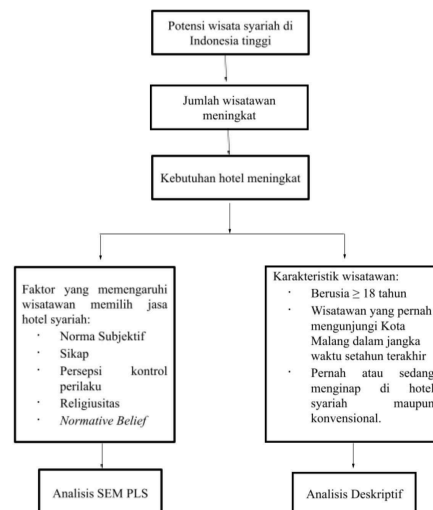 Potensi wisata syariah di
Indonesia tinggi
Jumlah wisatawan
meningkat
Kebutuhan hotel meningkat
Faktor yang memengaruhi
wisatawan memilih jasa
hotel syariah:
· Norma Subjektif
· Sikap
· Persepsi kontrol
perilaku
· Religiusitas
· Normative Belief
Karakteristik wisatawan:
· Berusia ≥ 18 tahun
· Wisatawan yang pernah
mengunjungi Kota
Malang dalam jangka
waktu setahun terakhir
· Pernah atau sedang
menginap di hotel
syariah maupun
konvensional.
Analisis SEM PLS
Analisis Deskriptif